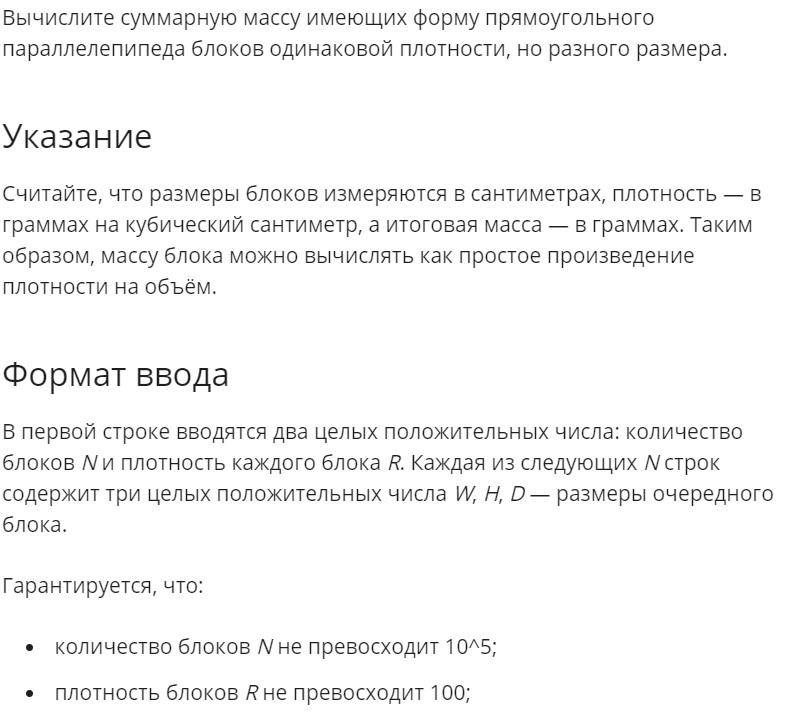 Вычислите суммарную массу имеющих форму прямоугольного
параллелепипеда блоков одинаковой плотности, но разного размера.
Указание
Считайте, что размеры блоков измеряются в сантиметрах, плотность — в
граммах на кубический сантиметр, а итоговая масса — в граммах. Таким
образом, массу блока можно вычислять как простое произведение
плотности на объём.
Формат ввода
В первой строке вводятся два целых положительных числа: количество
блоков N и плотность каждого блока R. Каждая из следующих N строк
содержит три целых положительных числа W, H, D — размеры очередного
блока.
Гарантируется, что:
• количество блоков N не превосходит 10^5;
• плотность блоков R не превосходит 100;